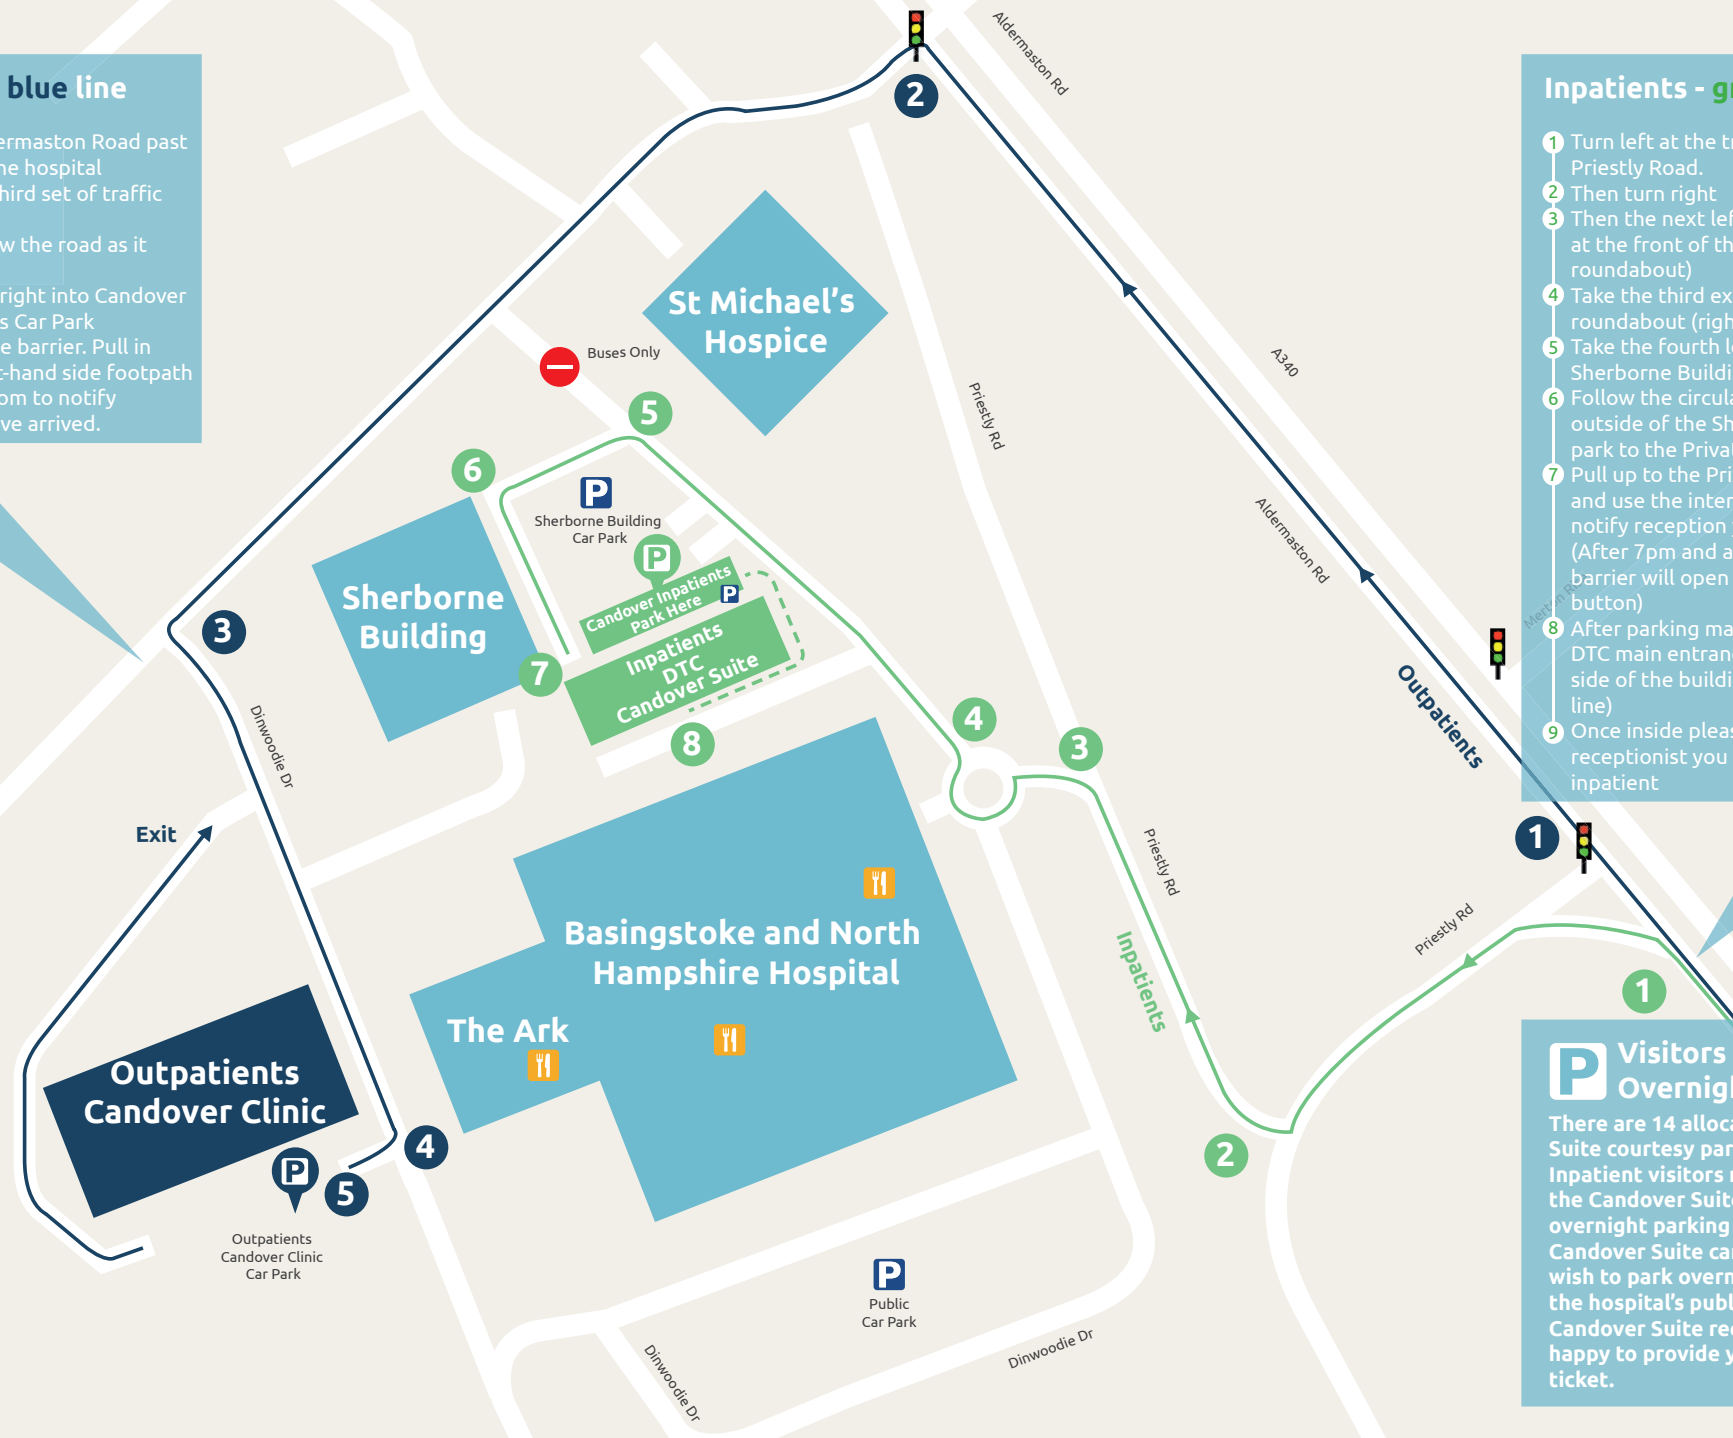 blue line
ermaston Road past
he hospital
hird set of traffic
w the road as it
right into Candover
s Car Park
e barrier. Pull in
t-hand side footpath
om to notify
ve arrived.
2
Aldermaston Rd
Inpatients - gr
1 Turn left at the tr
Priestly Road.
2 Then turn right
3 Then the next lef
at the front of th
roundabout)
4 Take the third ex
roundabout (righ
5 Take the fourth l
Sherborne Buildi
6 Follow the circula
outside of the Sh
park to the Priva
7 Pull up to the Pri
and use the inter
notify reception
(After 7pm and a
barrier will open
button)
8 After parking ma
DTC main entran
side of the buildi
line)
9 Once inside pleas
receptionist you
inpatient
St Michael's
Hospice
Buses Only
5
6
P
Sherborne Building
Car Park
P
Candover Inpatients
Park Here
P
Sherborne
Building
Inpatients
DTC
Candover Suite
7
8
3
Dinwoodie Dr
Priestly Rd
A340
Aldermaston Rd
Merton R
Outpatients
4
3
1
Exit
Priestly Rd
Priestly Rd
Inpatients
Basingstoke and North
Hampshire Hospital
The Ark
Outpatients
Candover Clinic
P
4
5
Outpatients
Candover Clinic
Car Park
2
1
P
Public
Car Park
Dinwoodie Dr
Dinwoodie Dr
P
Visitors
Overnigh
There are 14 alloca
Suite courtesy par
Inpatient visitors
the Candover Suit
overnight parking
Candover Suite ca
wish to park overn
the hospital's publ
Candover Suite re
happy to provide y
ticket.